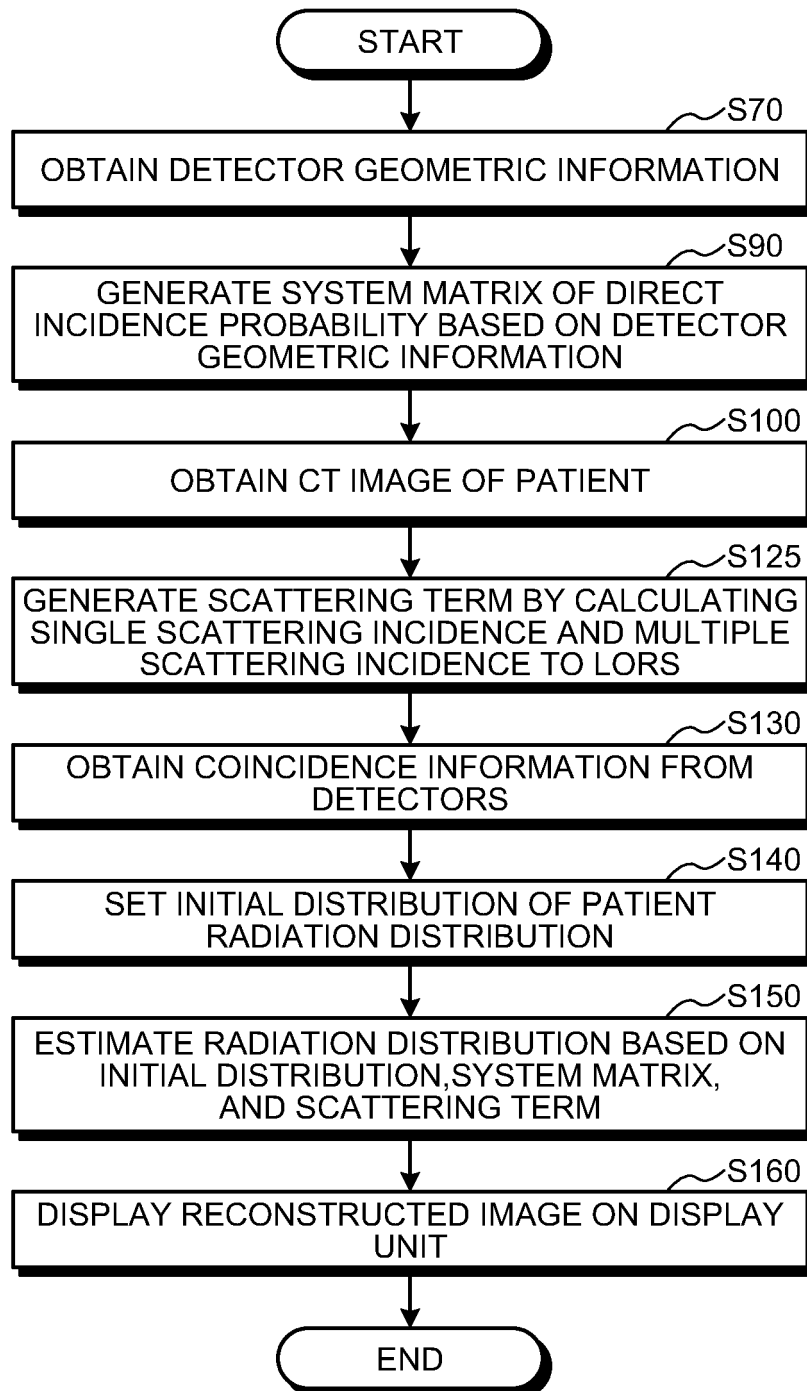 START
S70
OBTAIN DETECTOR GEOMETRIC INFORMATION
S90
GENERATE SYSTEM MATRIX OF DIRECT
INCIDENCE PROBABILITY BASED ON DETECTOR
GEOMETRIC INFORMATION
S100
OBTAIN CT IMAGE OF PATIENT
S125
GENERATE SCATTERING TERM BY CALCULATING
SINGLE SCATTERING INCIDENCE AND MULTIPLE
SCATTERING INCIDENCE TO LORS
S130
OBTAIN COINCIDENCE INFORMATION FROM
DETECTORS
S140
SET INITIAL DISTRIBUTION OF PATIENT
RADIATION DISTRIBUTION
S150
ESTIMATE RADIATION DISTRIBUTION BASED ON
INITIAL DISTRIBUTION,SYSTEM MATRIX,
AND SCATTERING TERM
S160
DISPLAY RECONSTRUCTED IMAGE ON DISPLAY
UNIT
END